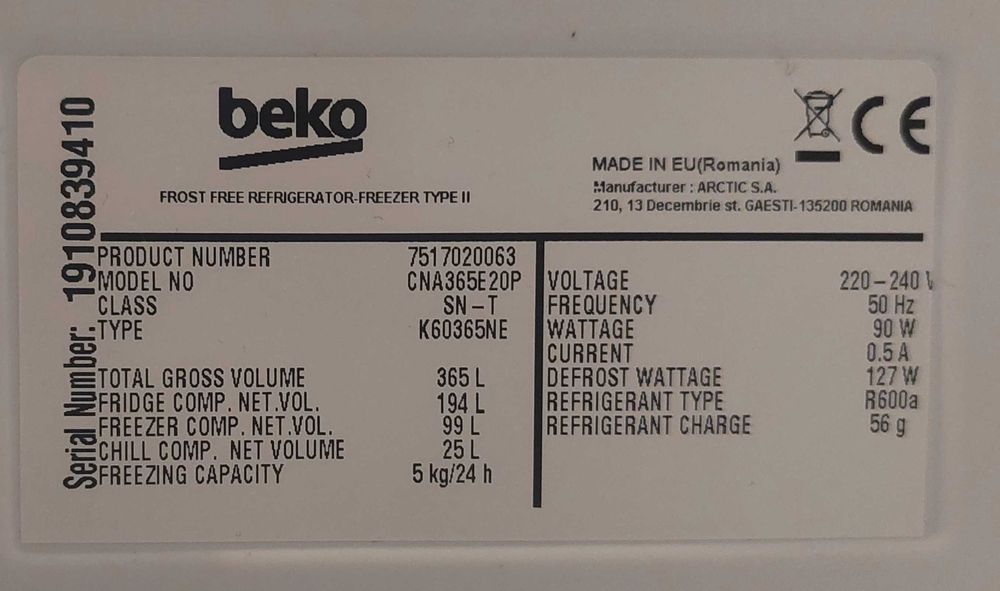 beko
FROST FREE REFRIGERATOR-FREEZER TYPE II
CE
MADE IN EU(Romania)
Manufacturer : ARCTIC S.A.
210, 13 Decembrie st. GAESTI-135200 ROMANIA
Serial Number: 1910839410
PRODUCT NUMBER 7517020063
MODEL NO CNA365E20P
CLASS SN-T
TYPE K60365NE
TOTAL GROSS VOLUME 365 L
FRIDGE COMP. NET.VOL. 194 L
FREEZER COMP. NET.VOL. 99 L
CHILL COMP. NET VOLUME 25 L
FREEZING CAPACITY 5 kg/24 h
VOLTAGE 220-240 V
FREQUENCY 50 Hz
WATTAGE 90 W
CURRENT 0.5 A
DEFROST WATTAGE 127 W
REFRIGERANT TYPE R600a
REFRIGERANT CHARGE 56 g